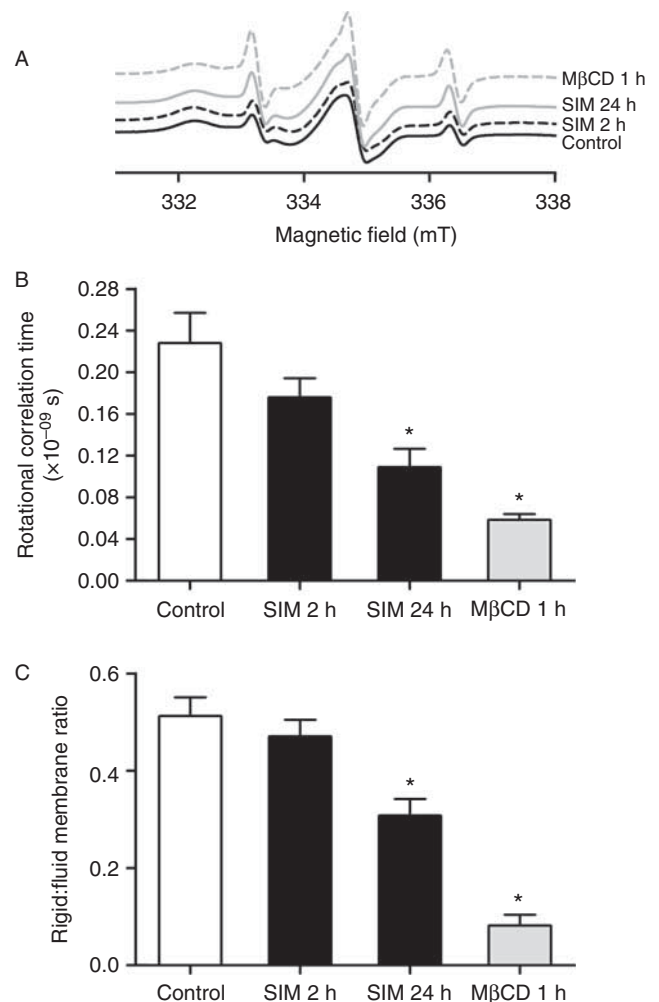 A
MβCD 1 h
SIM 24 h
SIM 2 h
Control
332 334 336 338
Magnetic field (mT)
B
Rotational correlation time
(×10⁻⁰⁹ s)
0.28
0.24
0.20
0.16
0.12
0.08
0.04
0.00
*
*
Control SIM 2 h SIM 24 h MβCD 1 h
C
Rigid:fluid membrane ratio
0.6
0.4
0.2
0.0
*
*
Control SIM 2 h SIM 24 h MβCD 1 h